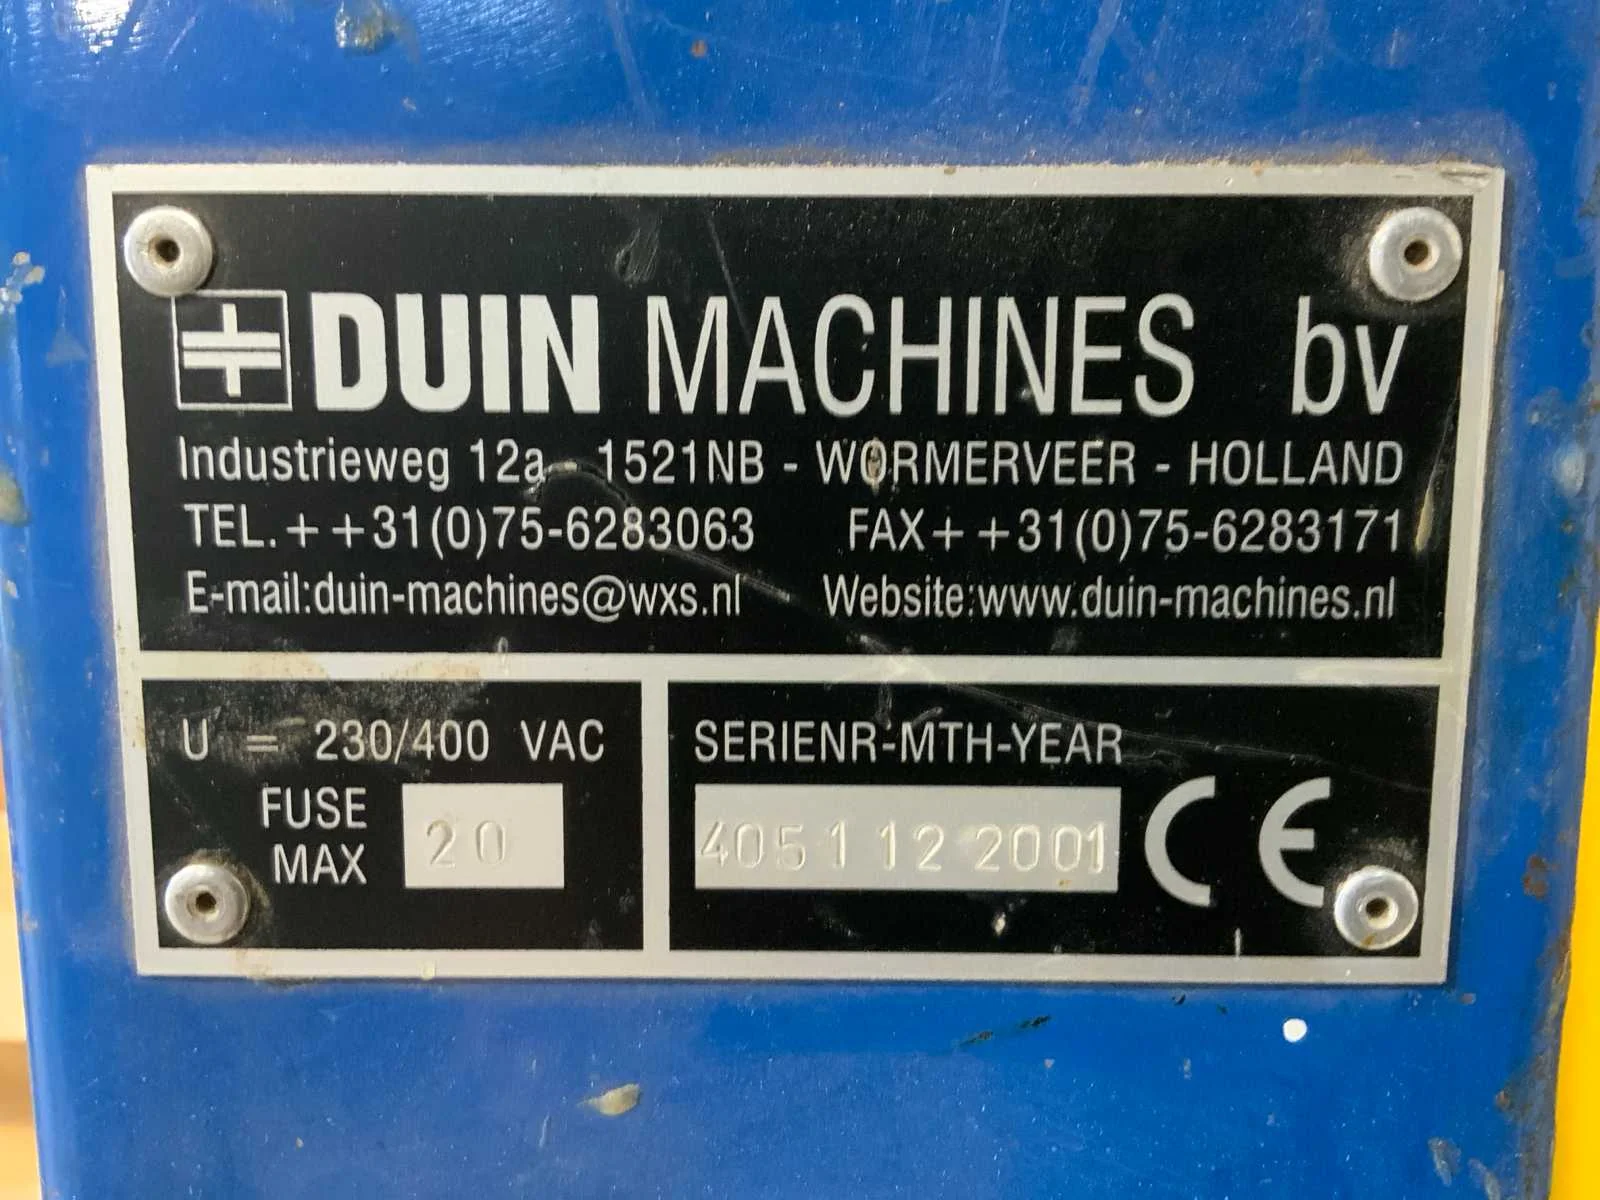 DUIN MACHINES bv
Industrieweg 12a - 1521NB - WORMERVEER - HOLLAND
TEL.++31(0)75-6283063 FAX++31(0)75-6283171
E-mail:duin-machines@wxs.nl Website:www.duin-machines.nl
U = 230/400 VAC
FUSE
MAX
20
SERIENR-MTH-YEAR
4051 12 2001
CE